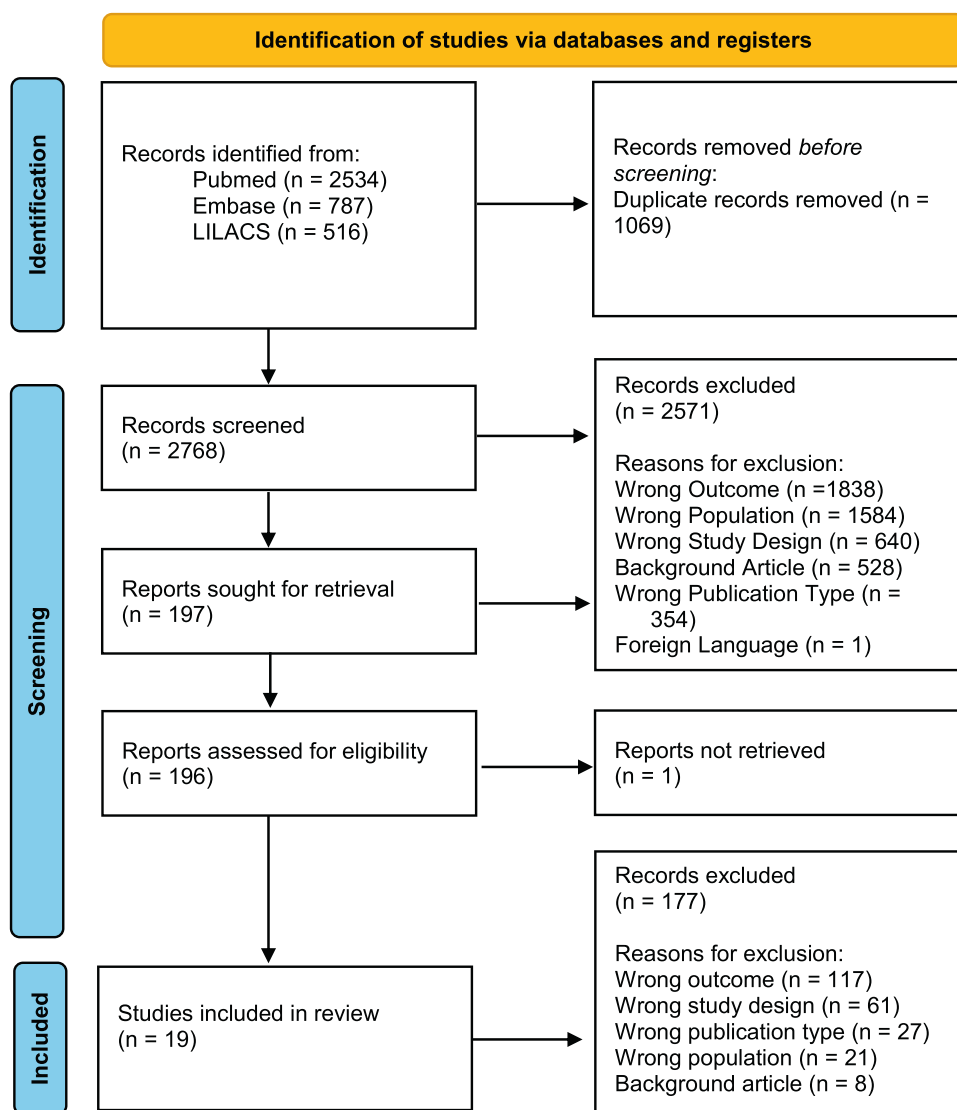 Identification of studies via databases and registers
Identification
Records identified from:
Pubmed (n = 2534)
Embase (n = 787)
LILACS (n = 516)
Records removed before
screening:
Duplicate records removed (n =
1069)
Screening
Records screened
(n = 2768)
Records excluded
(n = 2571)
Reasons for exclusion:
Wrong Outcome (n =1838)
Wrong Population (n = 1584)
Wrong Study Design (n = 640)
Background Article (n = 528)
Wrong Publication Type (n =
354)
Foreign Language (n = 1)
Reports sought for retrieval
(n = 197)
Reports assessed for eligibility
(n = 196)
Reports not retrieved
(n = 1)
Included
Studies included in review
(n = 19)
Records excluded
(n = 177)
Reasons for exclusion:
Wrong outcome (n = 117)
Wrong study design (n = 61)
Wrong publication type (n = 27)
Wrong population (n = 21)
Background article (n = 8)